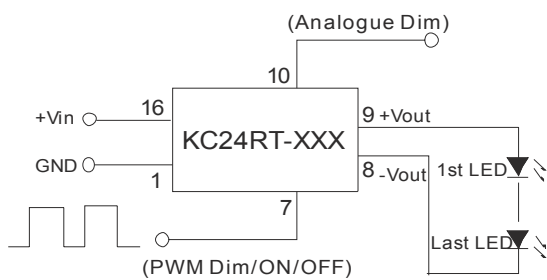 (Analogue Dim)
10
16
+Vin
KC24RT-XXX
9 +Vout
GND
1
8 -Vout
1st LED
7
Last LED
(PWM Dim/ON/OFF)